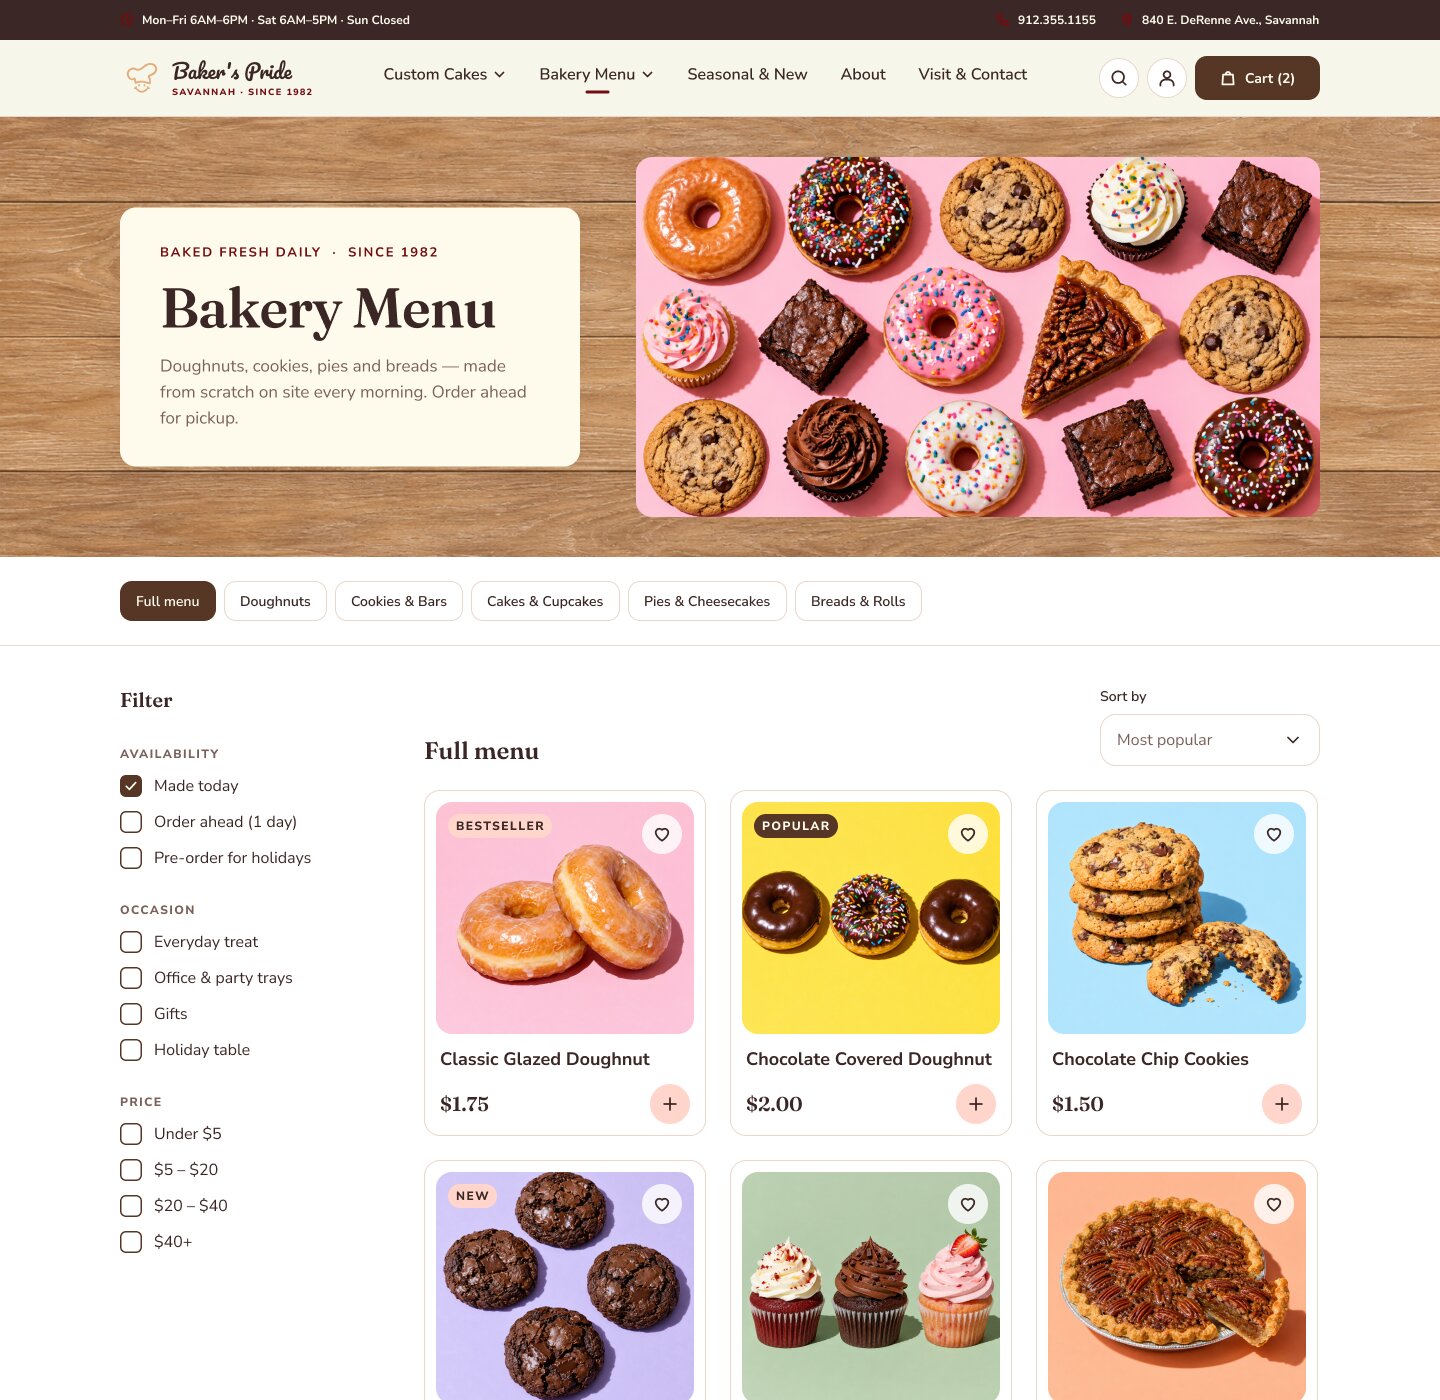 Mon–Fri 6AM–6PM · Sat 6AM–5PM · Sun Closed
912.355.1155
840 E. DeRenne Ave., Savannah
Baker's Pride
SAVANNAH · SINCE 1982
Custom Cakes
Bakery Menu
Seasonal & New
About
Visit & Contact
Cart (2)
BAKED FRESH DAILY · SINCE 1982
Bakery Menu
Doughnuts, cookies, pies and breads — made
from scratch on site every morning. Order ahead
for pickup.
Full menu
Doughnuts
Cookies & Bars
Cakes & Cupcakes
Pies & Cheesecakes
Breads & Rolls
Filter
AVAILABILITY
Made today
Order ahead (1 day)
Pre-order for holidays
OCCASION
Everyday treat
Office & party trays
Gifts
Holiday table
PRICE
Under $5
$5 – $20
$20 – $40
$40+
Sort by
Most popular
Full menu
BESTSELLER
Classic Glazed Doughnut
$1.75
POPULAR
Chocolate Covered Doughnut
$2.00
Chocolate Chip Cookies
$1.50
NEW